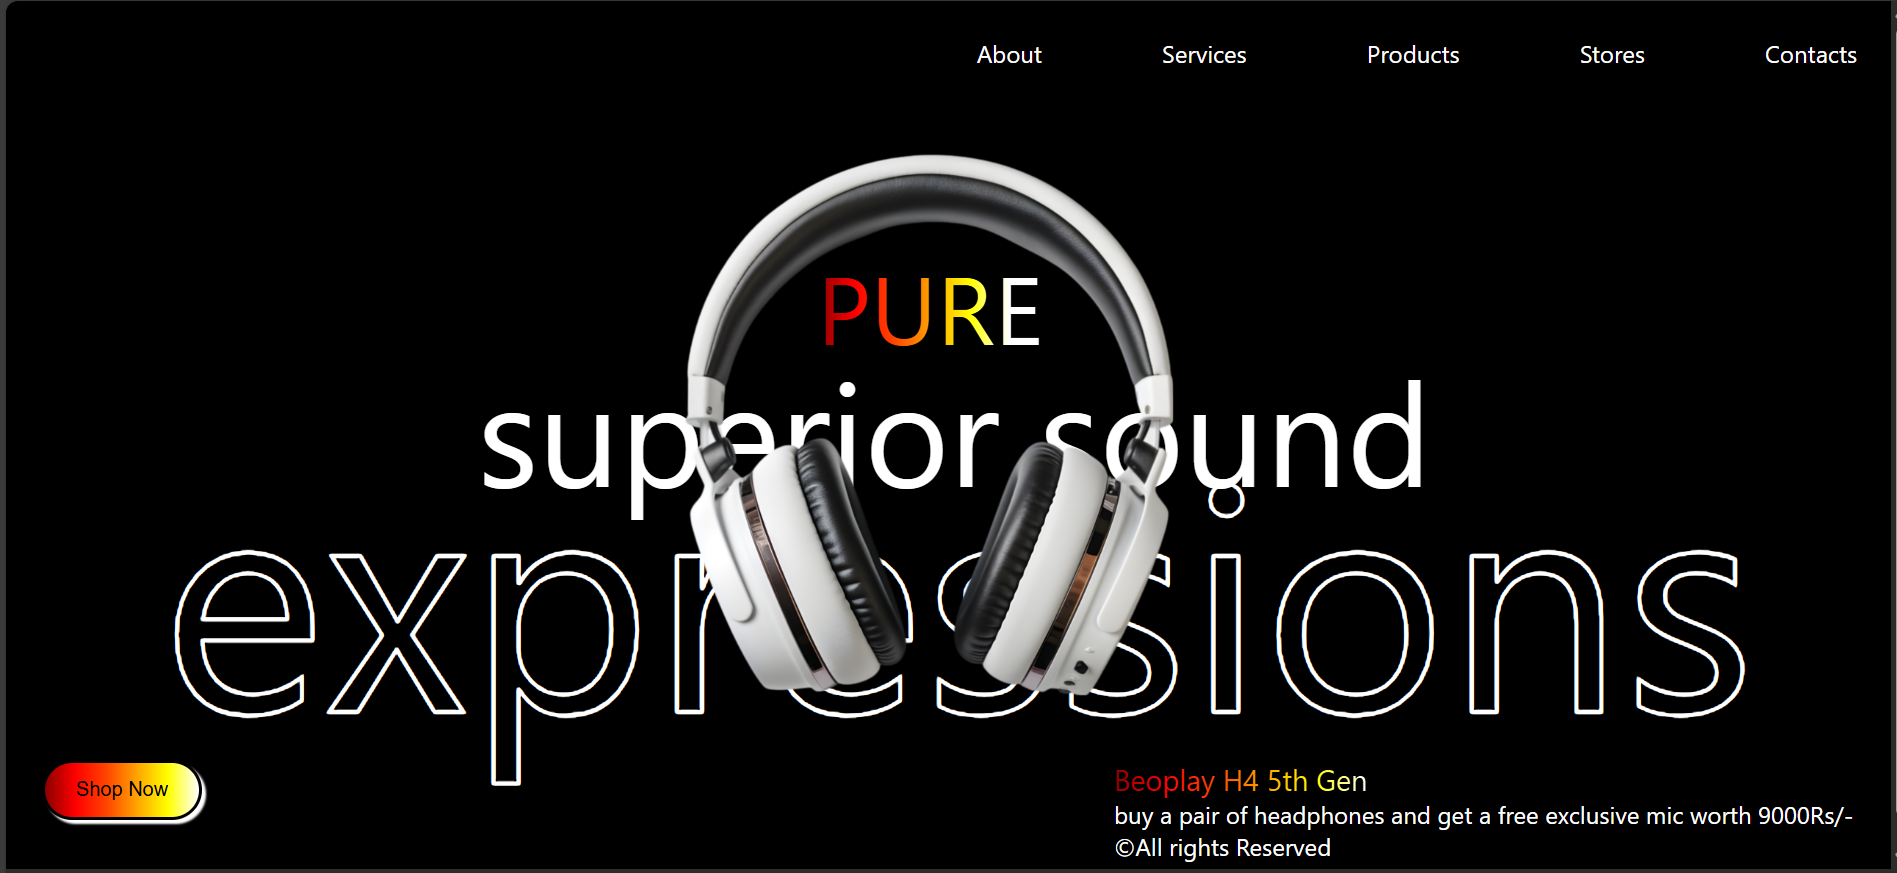 About Services Products Stores Contacts
PURE
superior sound
expressions
Shop Now
Beoplay H4 5th Gen
buy a pair of headphones and get a free exclusive mic worth 9000Rs/-
©All rights Reserved